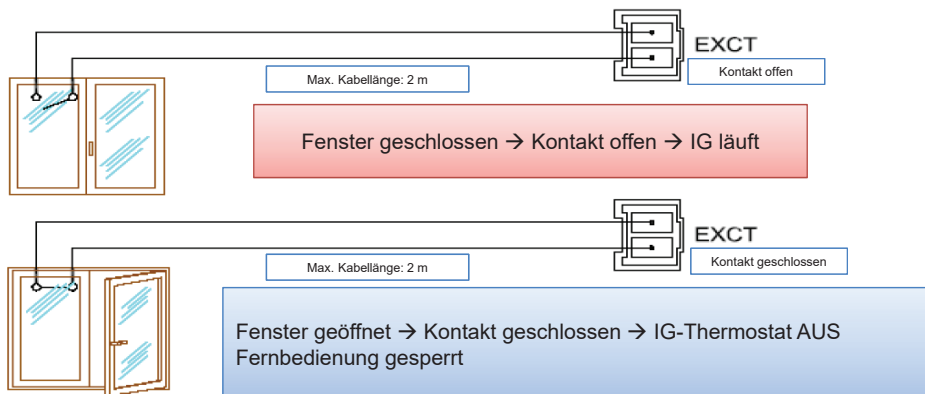 EXCT
Max. Kabellänge: 2 m
Kontakt offen
Fenster geschlossen → Kontakt offen → IG läuft
EXCT
Max. Kabellänge: 2 m
Kontakt geschlossen
Fenster geöffnet → Kontakt geschlossen → IG-Thermostat AUS
Fernbedienung gesperrt